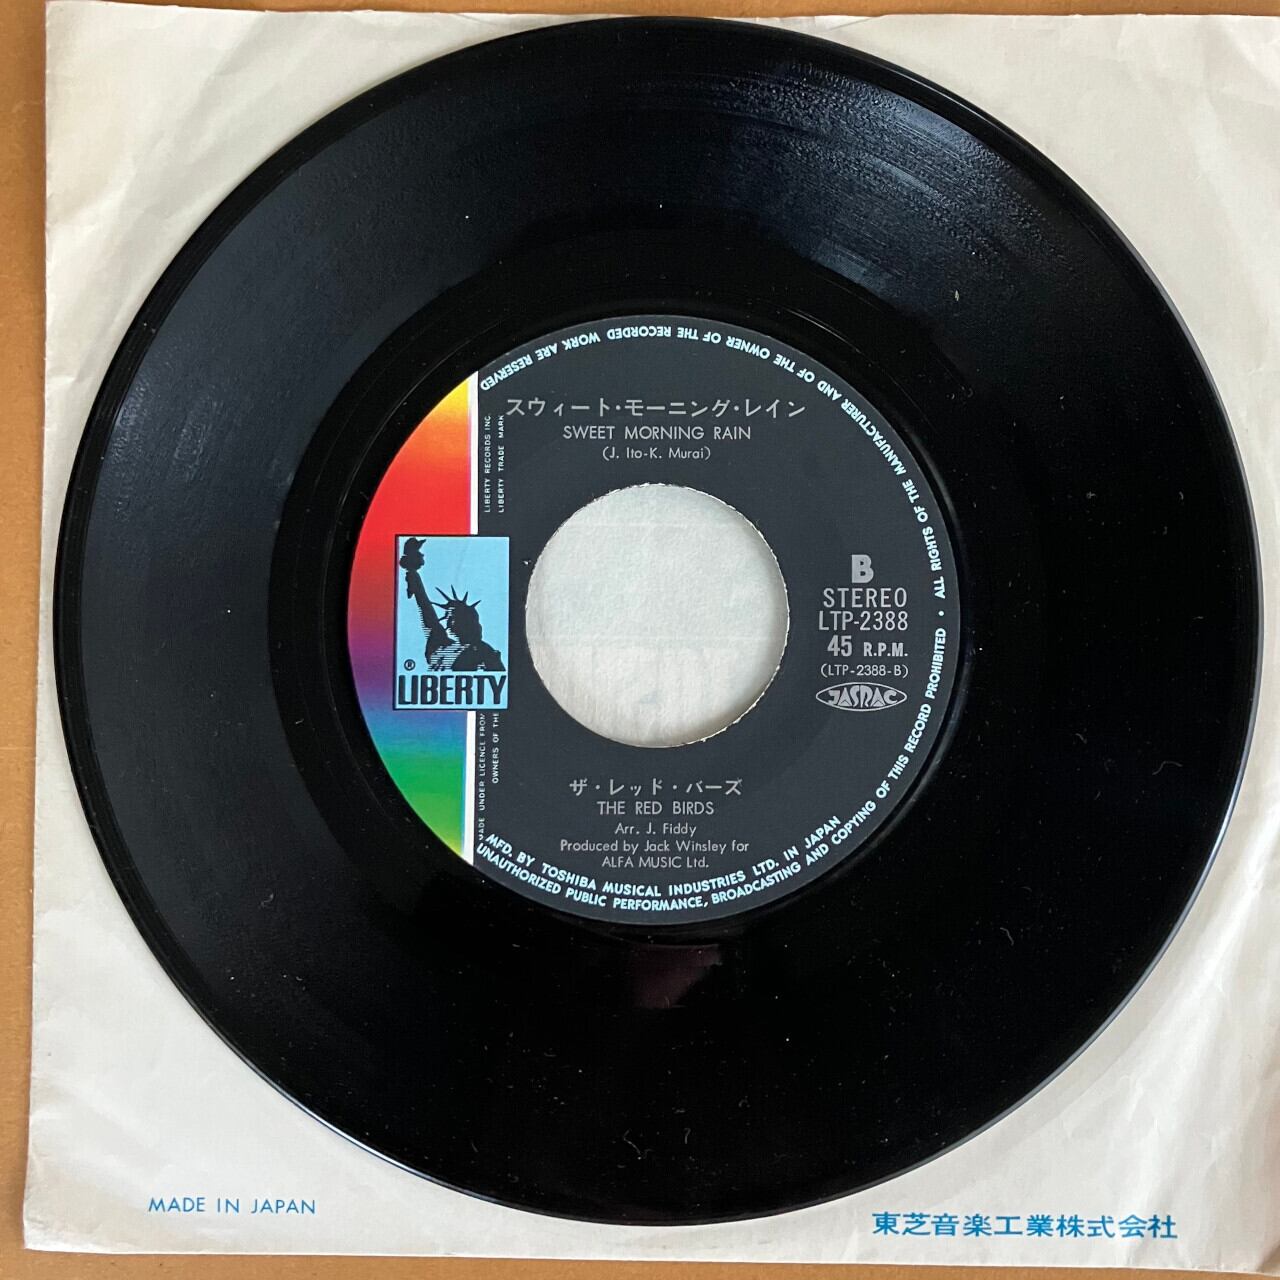 スウィート・モーニング・レイン
SWEET MORNING RAIN
(J. Ito-K. Murai)
LIBERTY RECORDS INC.
LIBERTY TRADE MARK
® LIBERTY
B
STEREO
LTP-2388
45 R.P.M.
(LTP-2388-B)
JASRAC
MADE UNDER LICENCE FROM
OWNERS OF THE
ザ・レッド・バーズ
THE RED BIRDS
Arr. J. Fiddy
Produced by Jack Winsley for
ALFA MUSIC Ltd.
MFD. BY TOSHIBA MUSICAL INDUSTRIES LTD. IN JAPAN
UNAUTHORIZED PUBLIC PERFORMANCE, BROADCASTING AND COPYING OF THIS RECORD PROHIBITED • ALL RIGHTS OF THE MANUFACTURER AND OF THE OWNER OF THE RECORDED WORK ARE RESERVED
MADE IN JAPAN
東芝音楽工業株式会社